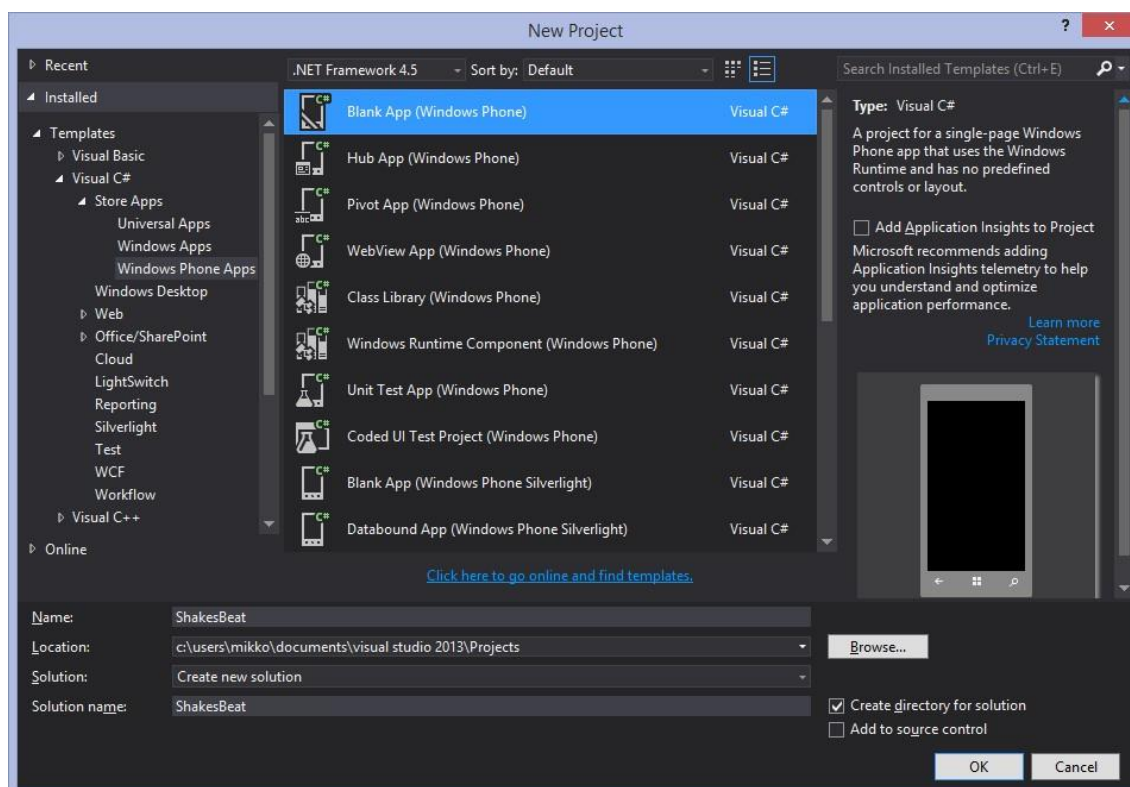 New Project
?
Recent
Installed
Templates
Visual Basic
Visual C#
Store Apps
Universal Apps
Windows Apps
Windows Phone Apps
Windows Desktop
Web
Office/SharePoint
Cloud
LightSwitch
Reporting
Silverlight
Test
WCF
Workflow
Visual C++
Online
.NET Framework 4.5 Sort by: Default
Blank App (Windows Phone) Visual C#
Hub App (Windows Phone) Visual C#
Pivot App (Windows Phone) Visual C#
WebView App (Windows Phone) Visual C#
Class Library (Windows Phone) Visual C#
Windows Runtime Component (Windows Phone) Visual C#
Unit Test App (Windows Phone) Visual C#
Coded UI Test Project (Windows Phone) Visual C#
Blank App (Windows Phone Silverlight) Visual C#
Databound App (Windows Phone Silverlight) Visual C#
Click here to go online and find templates.
Search Installed Templates (Ctrl+E)
Type: Visual C#
A project for a single-page Windows
Phone app that uses the Windows
Runtime and has no predefined
controls or layout.
Add Application Insights to Project
Microsoft recommends adding
Application Insights telemetry to help
you understand and optimize
application performance.
Learn more
Privacy Statement
Name: ShakesBeat
Location: c:\users\mikko\documents\visual studio 2013\Projects
Browse...
Solution: Create new solution
Solution name: ShakesBeat
Create directory for solution
Add to source control
OK Cancel